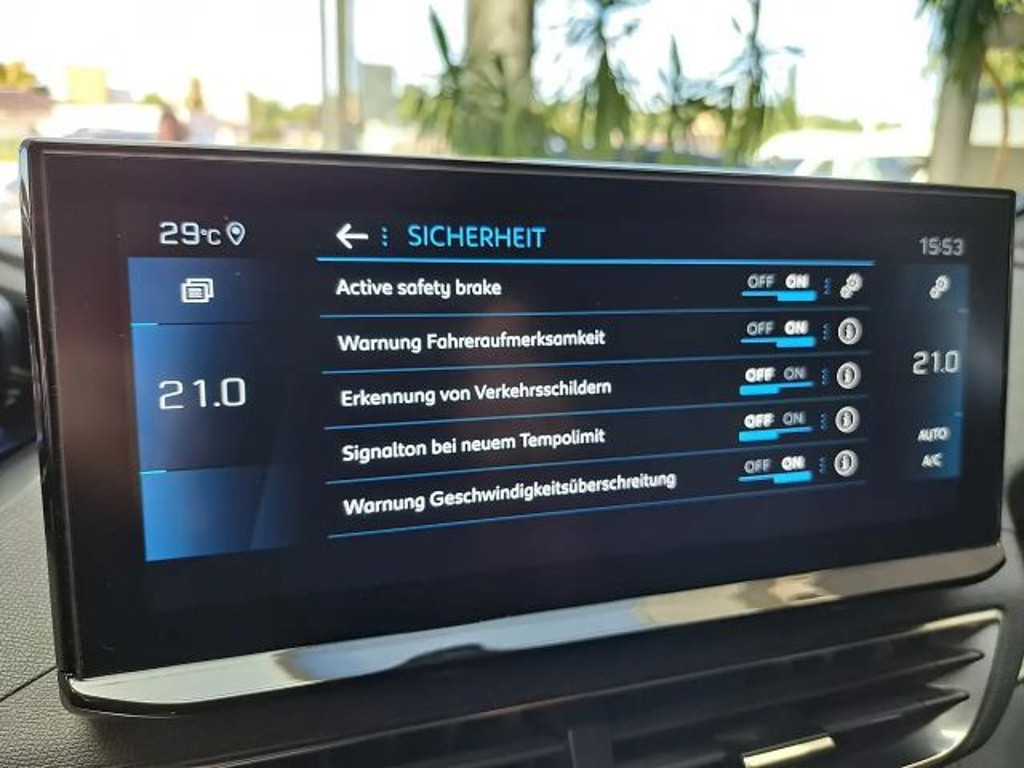 29°C
SICHERHEIT
15:53
Active safety brake OFF ON
Warnung Fahreraufmerksamkeit OFF ON
21.0
Erkennung von Verkehrsschildern OFF ON
21.0
Signalton bei neuem Tempolimit OFF ON
AUTO
A/C
Warnung Geschwindigkeitsüberschreitung OFF ON